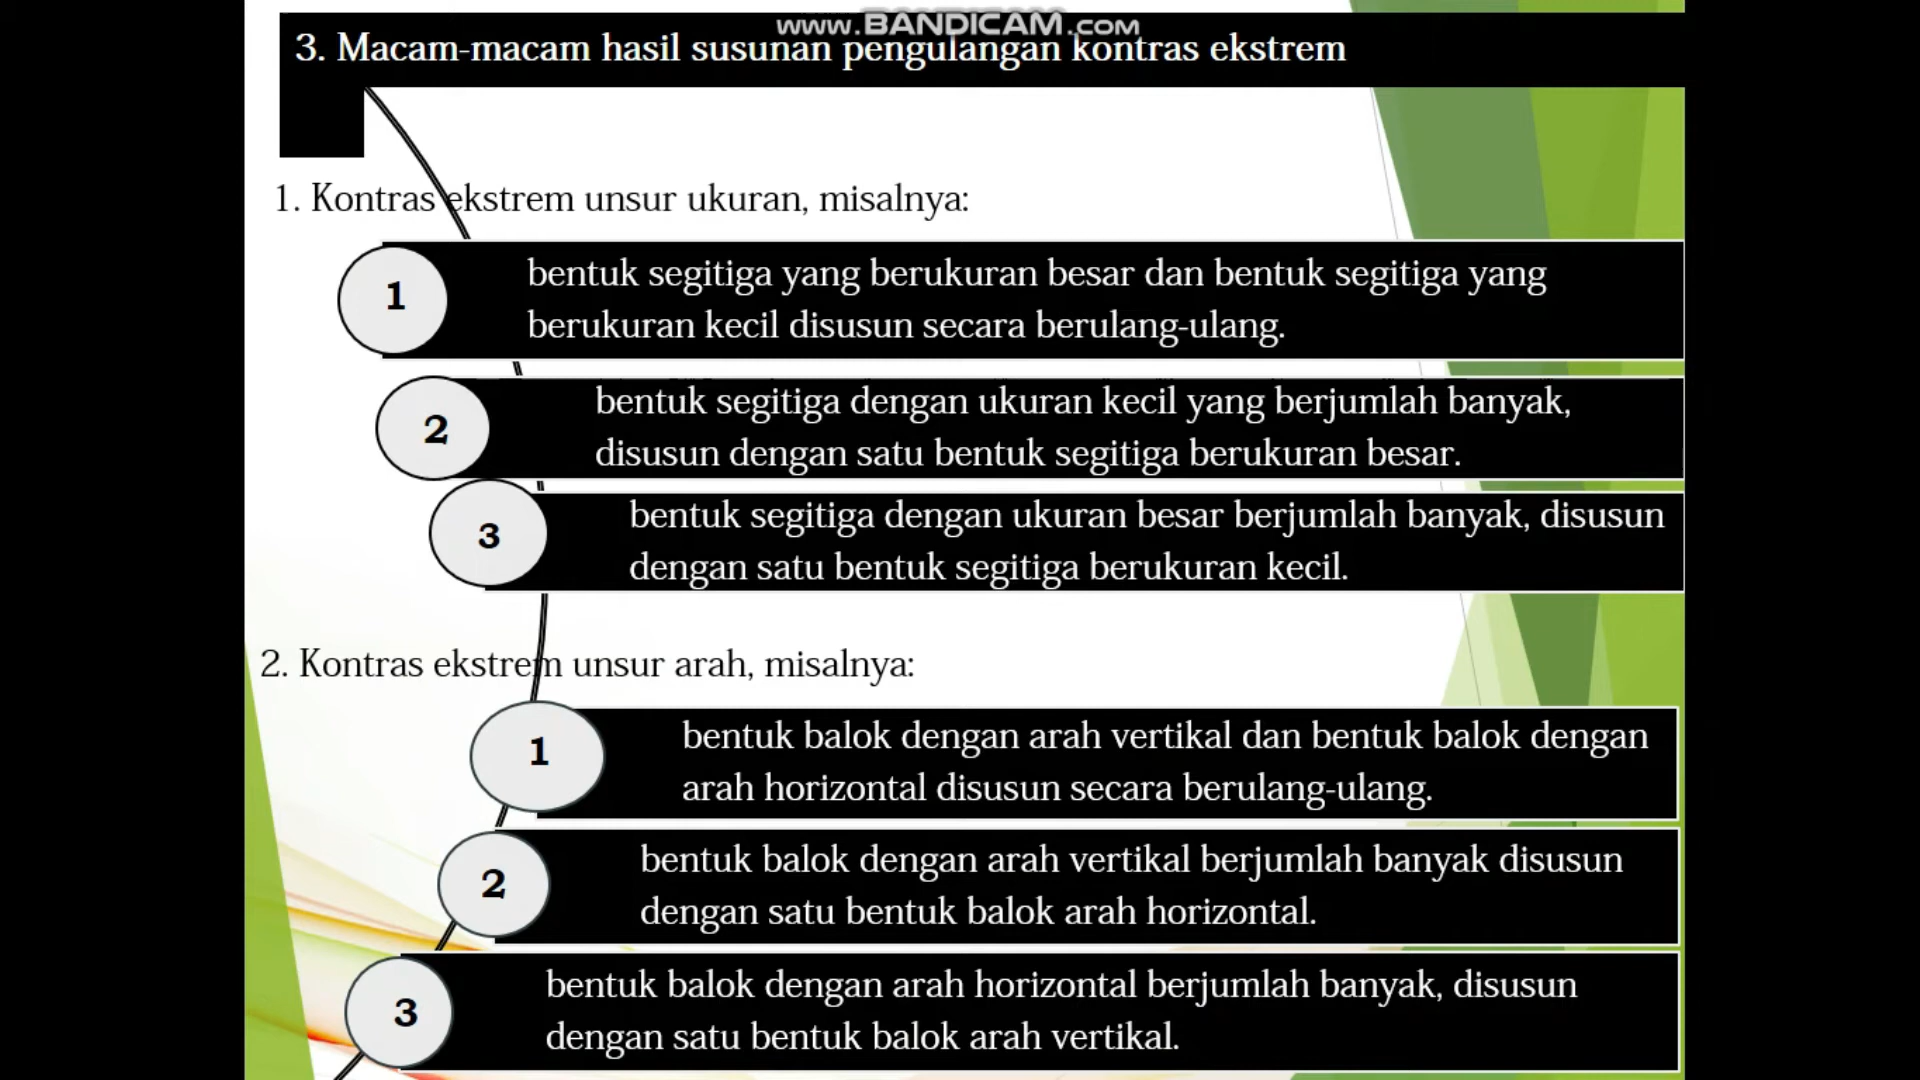 www.BANDICAM.COM
3. Macam-macam hasil susunan pengulangan kontras ekstrem
1. Kontras ekstrem unsur ukuran, misalnya:
1
bentuk segitiga yang berukuran besar dan bentuk segitiga yang
berukuran kecil disusun secara berulang-ulang.
2
bentuk segitiga dengan ukuran kecil yang berjumlah banyak,
disusun dengan satu bentuk segitiga berukuran besar.
3
bentuk segitiga dengan ukuran besar berjumlah banyak, disusun
dengan satu bentuk segitiga berukuran kecil.
2. Kontras ekstrem unsur arah, misalnya:
1
bentuk balok dengan arah vertikal dan bentuk balok dengan
arah horizontal disusun secara berulang-ulang.
2
bentuk balok dengan arah vertikal berjumlah banyak disusun
dengan satu bentuk balok arah horizontal.
3
bentuk balok dengan arah horizontal berjumlah banyak, disusun
dengan satu bentuk balok arah vertikal.